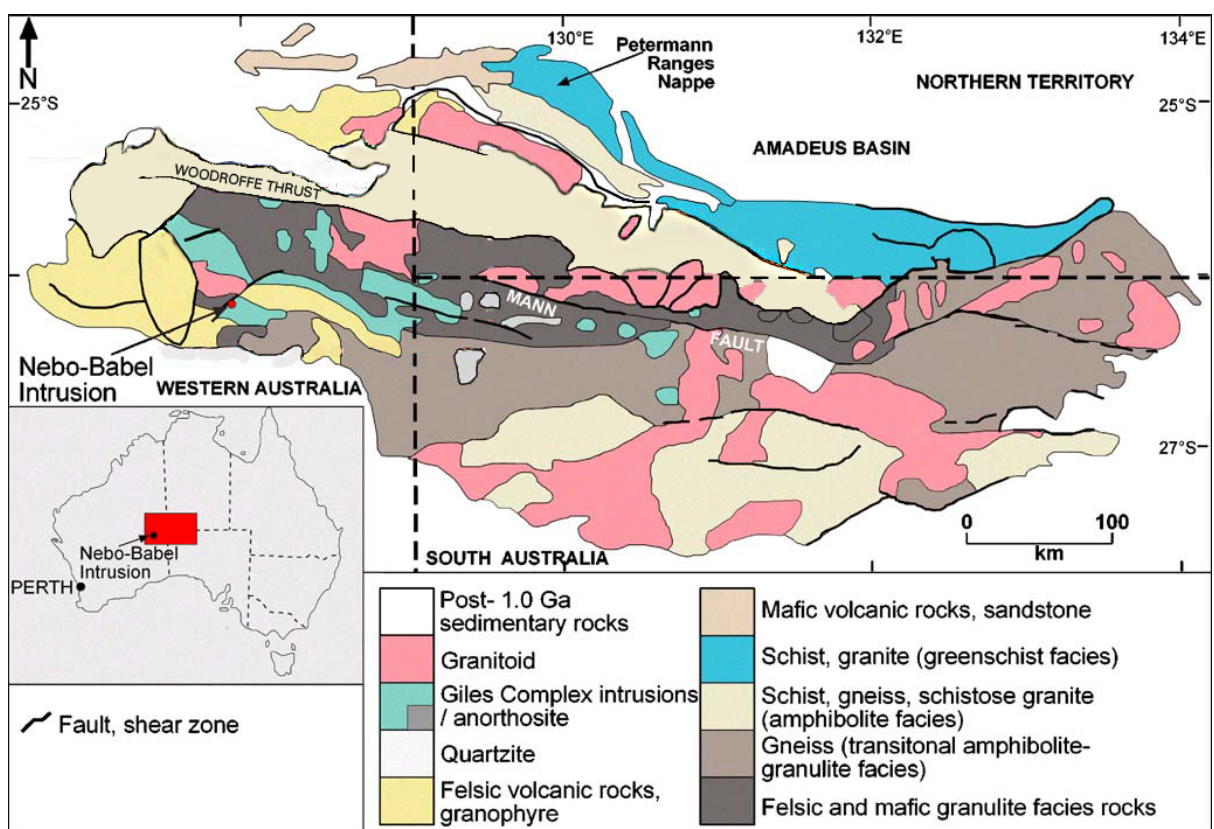 130°E
132°E
134°E
Petermann
Ranges
Nappe
NORTHERN TERRITORY
N
25°S
25°S
AMADEUS BASIN
WOODROFFE THRUST
MANN
FAULT
Nebo-Babel
Intrusion
WESTERN AUSTRALIA
27°S
0
100
km
SOUTH AUSTRALIA
Nebo-Babel
Intrusion
PERTH
Fault, shear zone
Post- 1.0 Ga
sedimentary rocks
Granitoid
Giles Complex intrusions
/ anorthosite
Quartzite
Felsic volcanic rocks,
granophyre
Mafic volcanic rocks, sandstone
Schist, granite (greenschist facies)
Schist, gneiss, schistose granite
(amphibolite facies)
Gneiss (transitonal amphibolite-
granulite facies)
Felsic and mafic granulite facies rocks